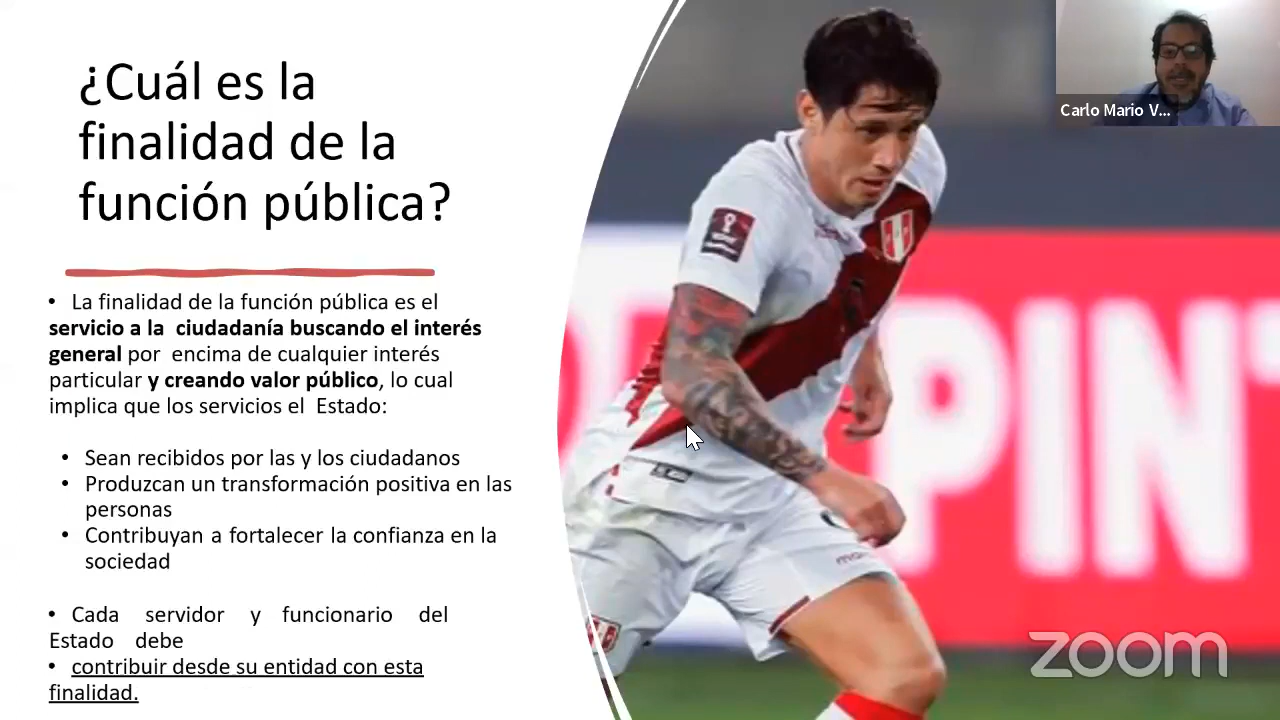 ¿Cuál es la
finalidad de la
función pública?
• La finalidad de la función pública es el
servicio a la ciudadanía buscando el interés
general por encima de cualquier interés
particular y creando valor público, lo cual
implica que los servicios el Estado:
• Sean recibidos por las y los ciudadanos
• Produzcan un transformación positiva en las
personas
• Contribuyan a fortalecer la confianza en la
sociedad
• Cada servidor y funcionario del
Estado debe
• contribuir desde su entidad con esta
finalidad.
Carlo Mario V...
PIN
zoom